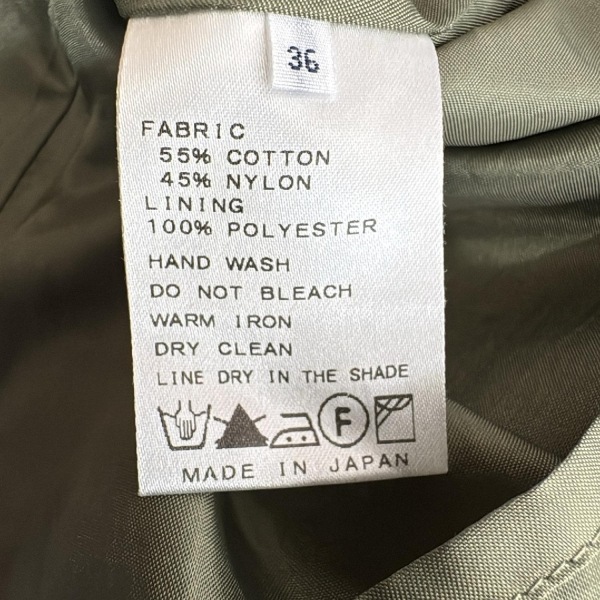 36
FABRIC
55% COTTON
45% NYLON
LINING
100% POLYESTER
HAND WASH
DO NOT BLEACH
WARM IRON
DRY CLEAN
LINE DRY IN THE SHADE
F
MADE IN JAPAN